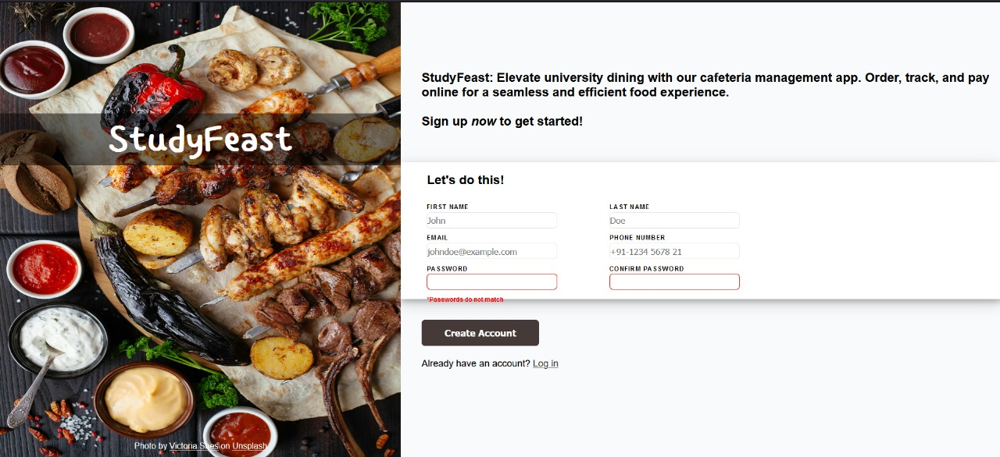 StudyFeast
Photo by Victoria Shes on Unsplash
StudyFeast: Elevate university dining with our cafeteria management app. Order, track, and pay
online for a seamless and efficient food experience.
Sign up now to get started!
Let's do this!
FIRST NAME
LAST NAME
John
Doe
EMAIL
PHONE NUMBER
johndoe@example.com
+91-1234 5678 21
PASSWORD
CONFIRM PASSWORD
*Passwords do not match
Create Account
Already have an account? Log in